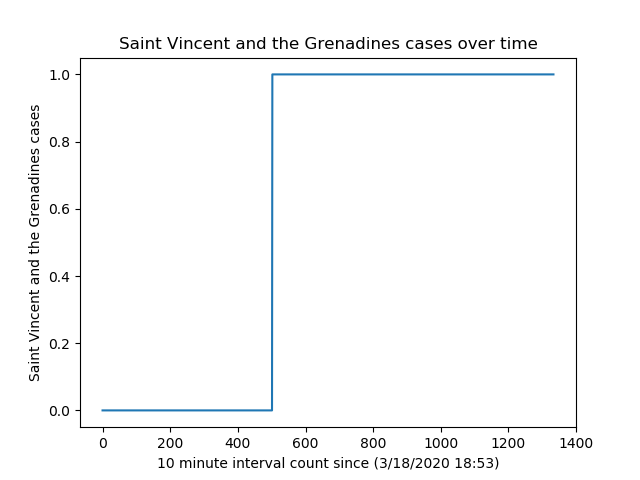 Saint Vincent and the Grenadines cases over time
Saint Vincent and the Grenadines cases
1.0
0.8
0.6
0.4
0.2
0.0
0 200 400 600 800 1000 1200 1400
10 minute interval count since (3/18/2020 18:53)